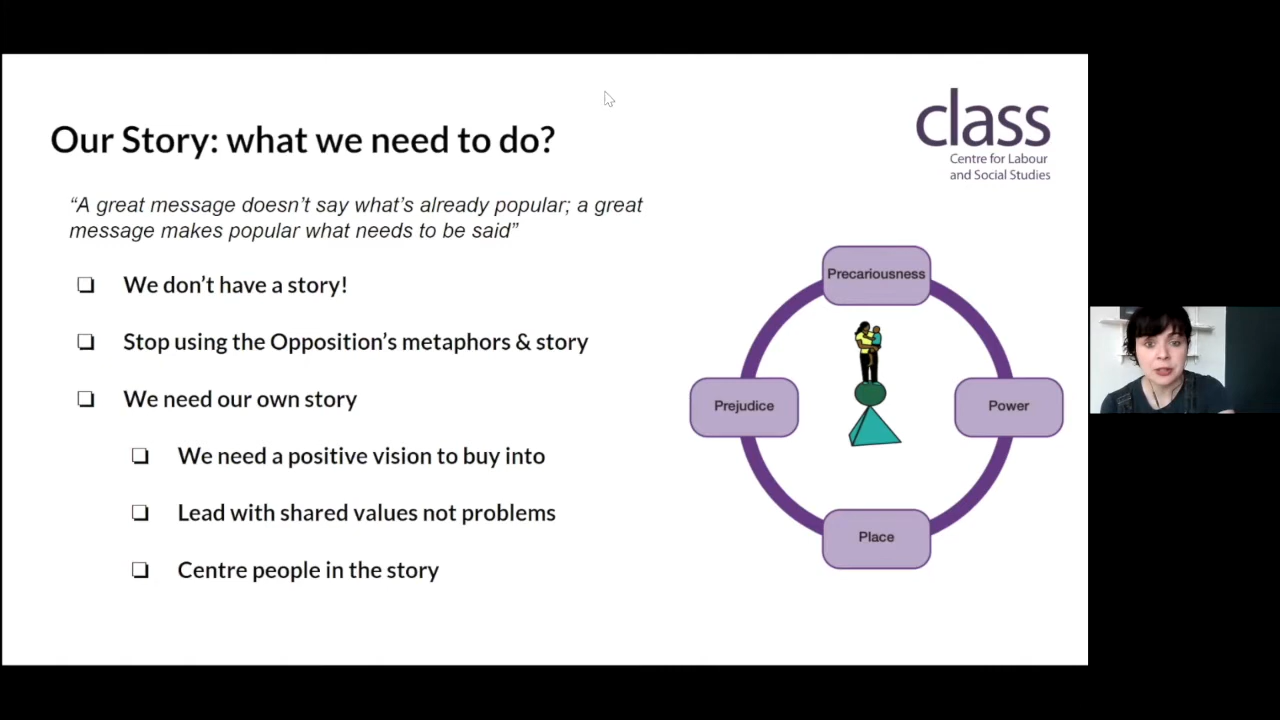 class
Centre for Labour
and Social Studies
Our Story: what we need to do?
“A great message doesn’t say what’s already popular; a great
message makes popular what needs to be said”
We don’t have a story!
Stop using the Opposition’s metaphors & story
We need our own story
We need a positive vision to buy into
Lead with shared values not problems
Centre people in the story
Precariousness
Prejudice
Power
Place